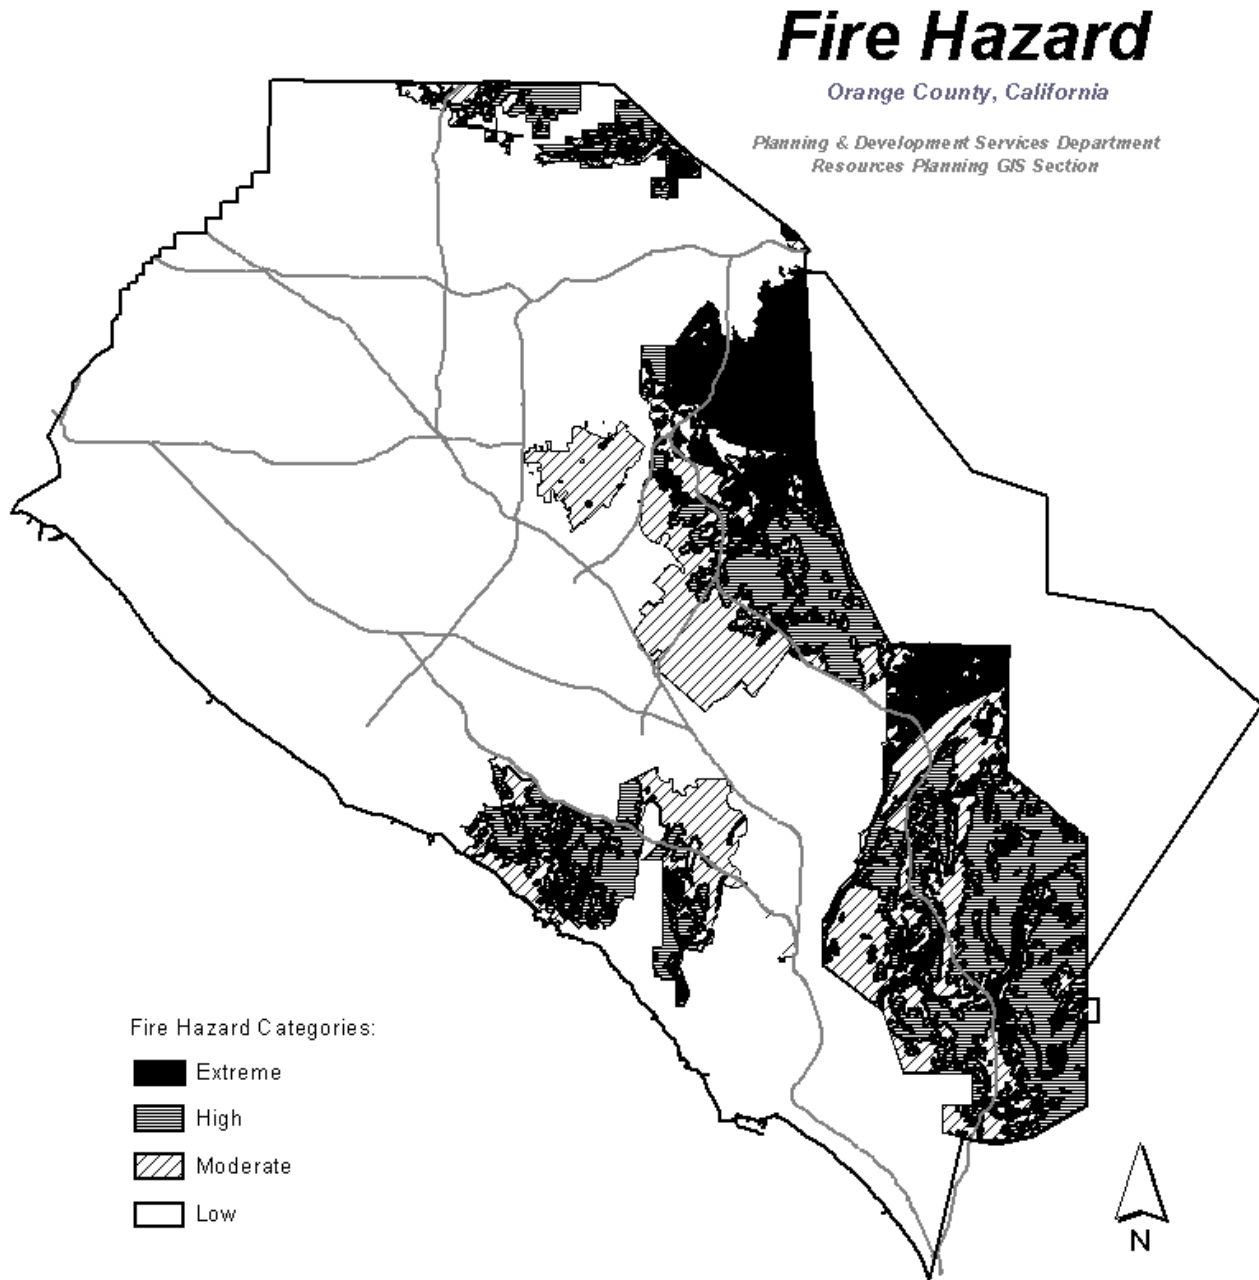 Fire Hazard
Orange County, California
Planning & Development Services Department
Resources Planning GIS Section
Fire Hazard Categories:
Extreme
High
Moderate
Low
N